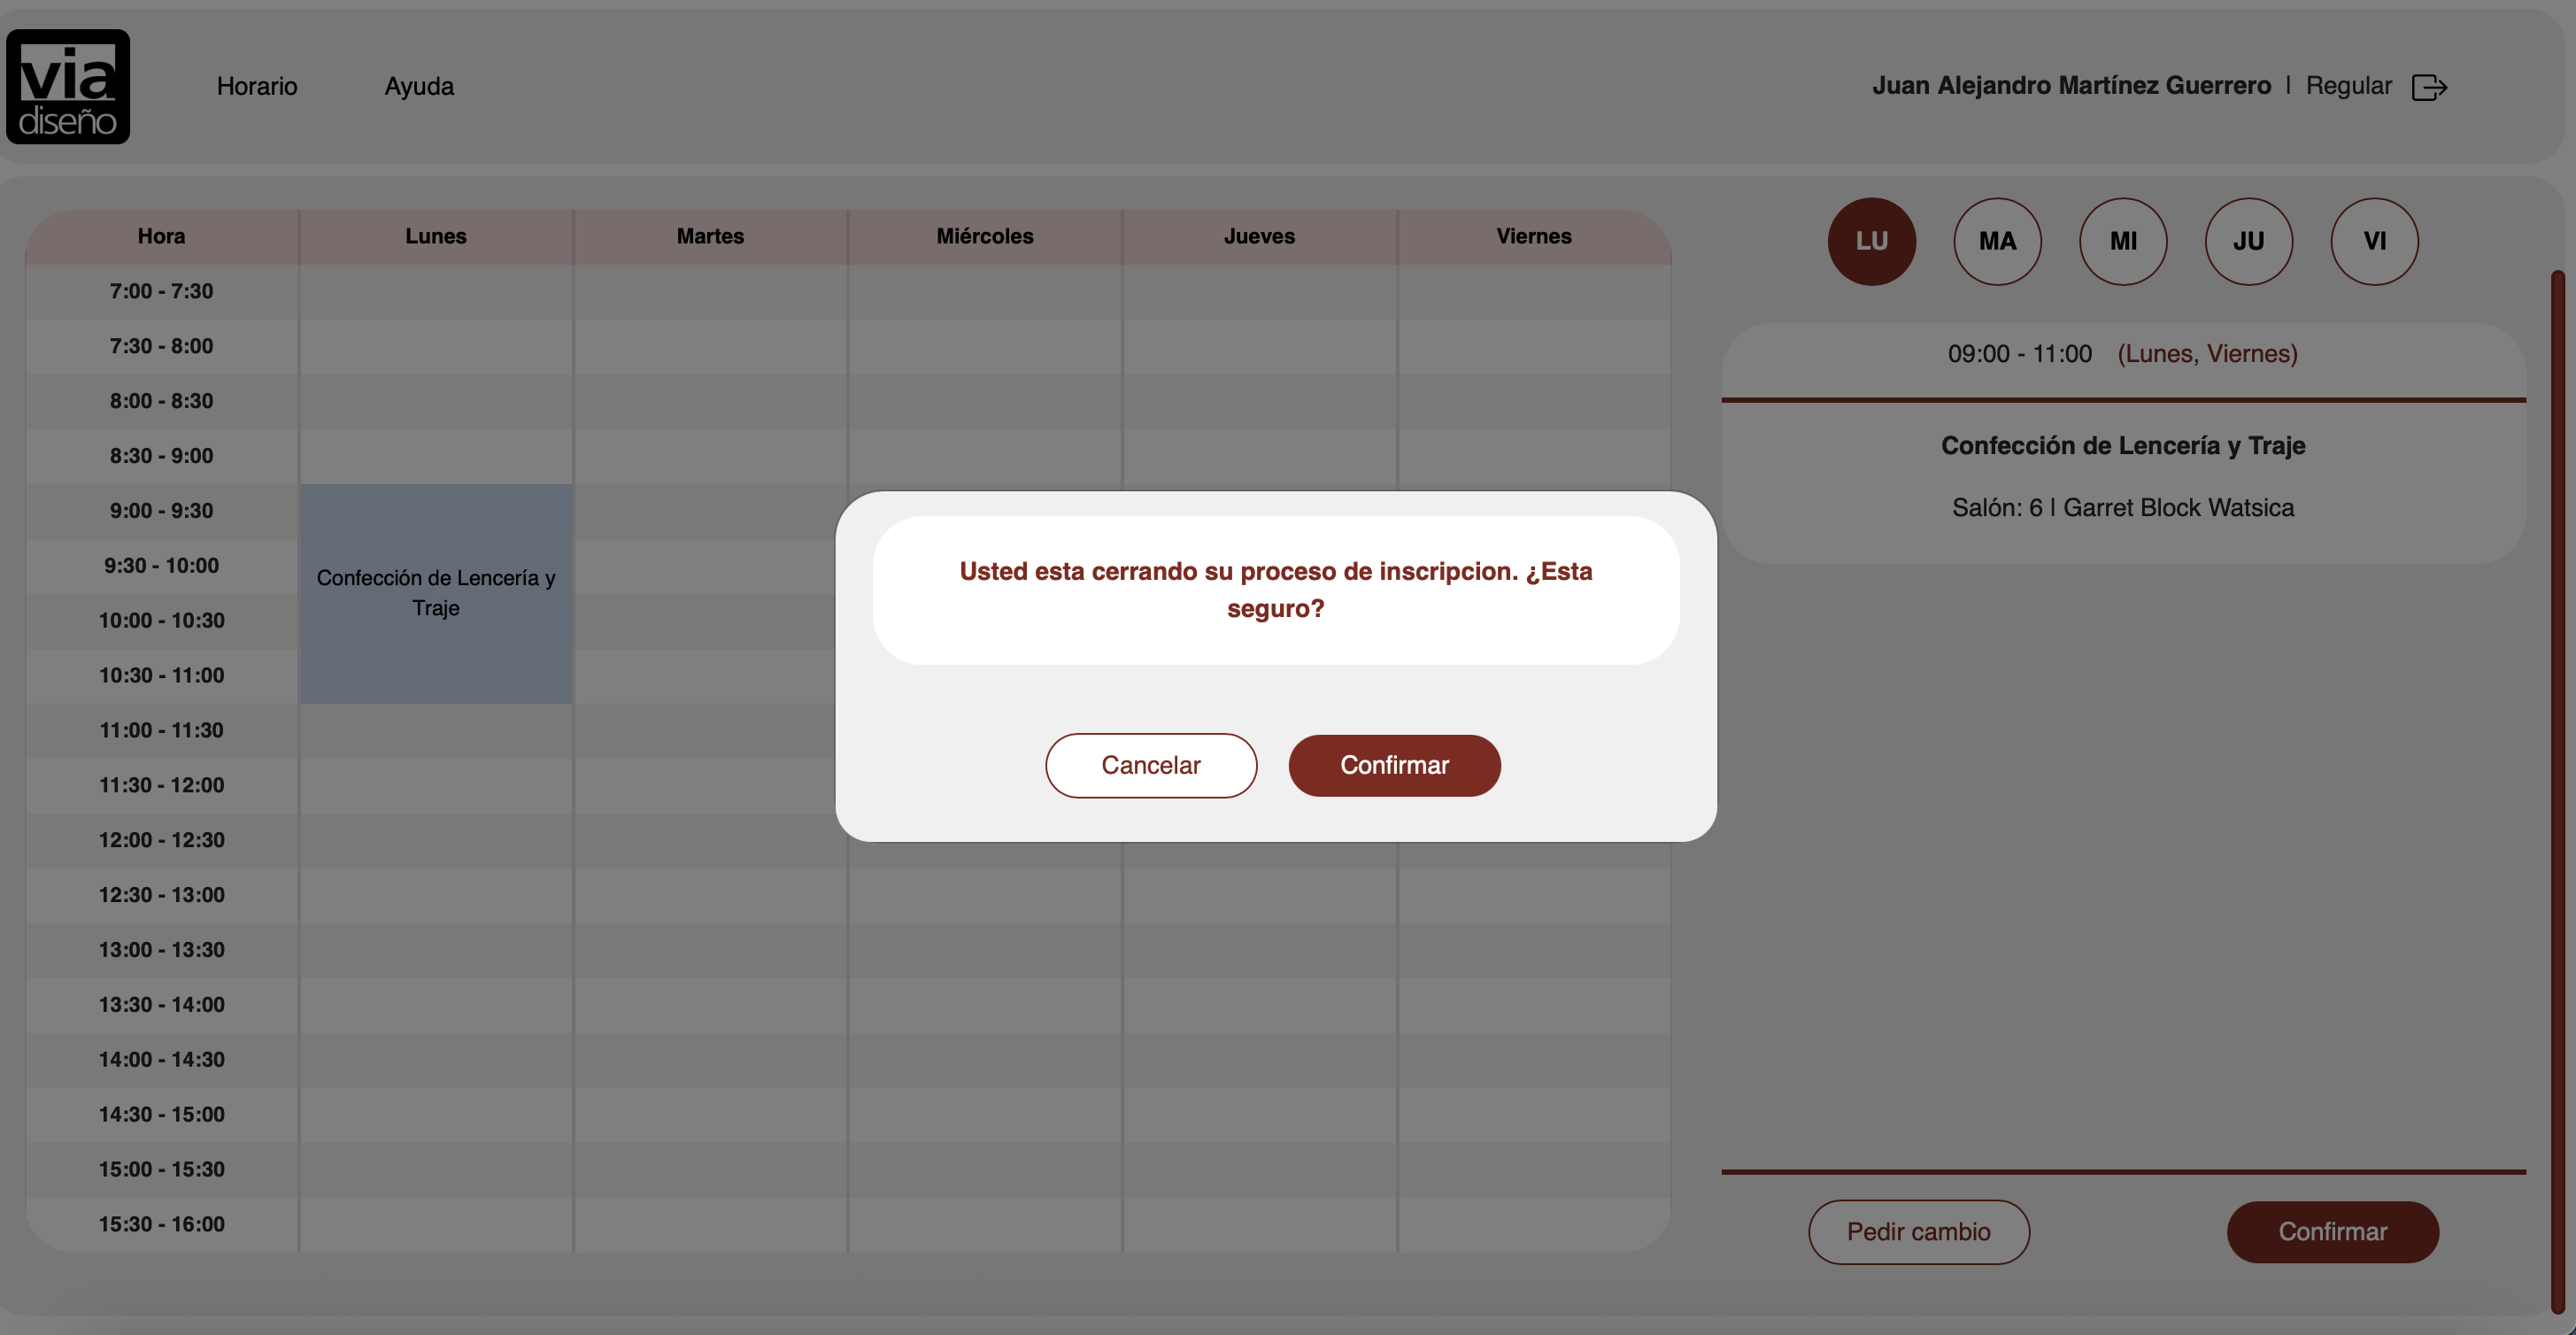 via
diseño
Horario
Ayuda
Juan Alejandro Martínez Guerrero | Regular
Hora
Lunes
Martes
Miércoles
Jueves
Viernes
7:00 - 7:30
7:30 - 8:00
8:00 - 8:30
8:30 - 9:00
9:00 - 9:30
9:30 - 10:00
10:00 - 10:30
10:30 - 11:00
11:00 - 11:30
11:30 - 12:00
12:00 - 12:30
12:30 - 13:00
13:00 - 13:30
13:30 - 14:00
14:00 - 14:30
14:30 - 15:00
15:00 - 15:30
15:30 - 16:00
Confección de Lencería y
Traje
Usted esta cerrando su proceso de inscripcion. ¿Esta
seguro?
Cancelar
Confirmar
LU
MA
MI
JU
VI
09:00 - 11:00 (Lunes, Viernes)
Confección de Lencería y Traje
Salón: 6 | Garret Block Watsica
Pedir cambio
Confirmar